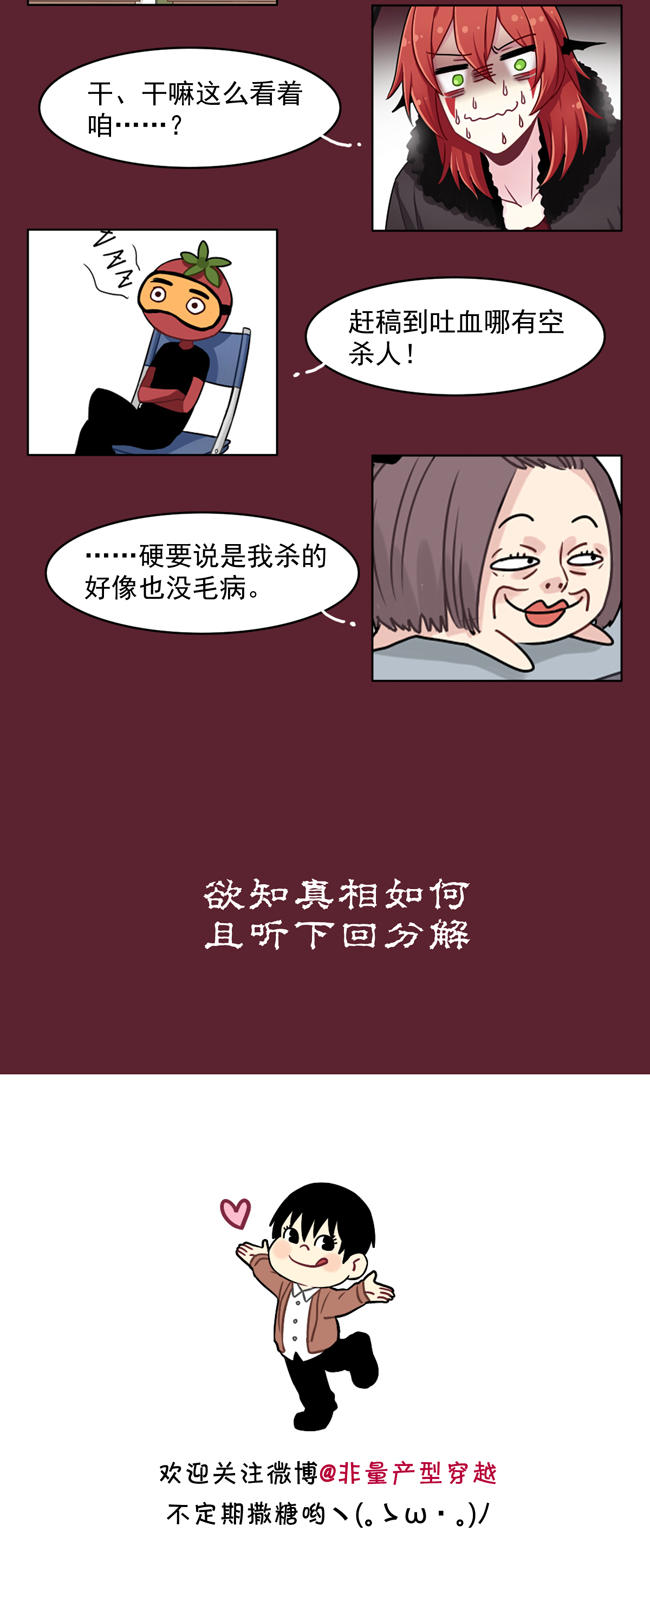 干、干嘛这么看着
咱……?
Z
Z
Z
赶稿到吐血哪有空
杀人!
……硬要说是我杀的
好像也没毛病。
欲知真相如何
且听下回分解
欢迎关注微博@非量产型穿越
不定期撒糖哟ヽ(。ゝω·。)ﾉ